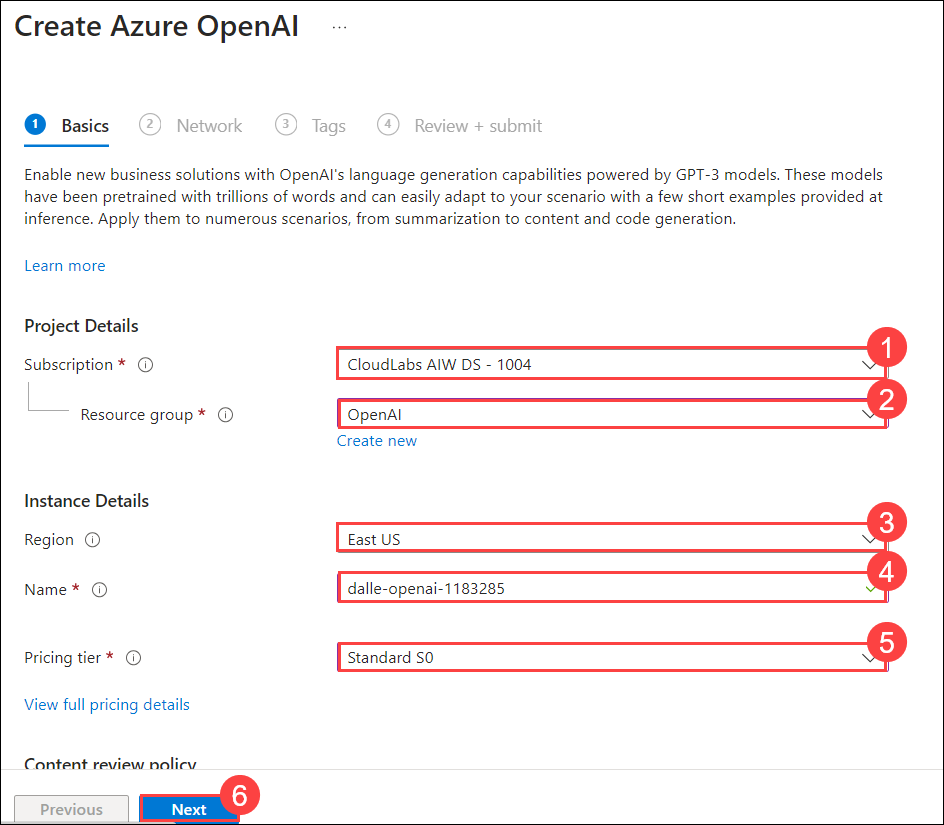 Create Azure OpenAI ...
1 Basics 2 Network 3 Tags 4 Review + submit
Enable new business solutions with OpenAI's language generation capabilities powered by GPT-3 models. These models
have been pretrained with trillions of words and can easily adapt to your scenario with a few short examples provided at
inference. Apply them to numerous scenarios, from summarization to content and code generation.
Learn more
Project Details
Subscription * CloudLabs AIW DS - 1004 1
Resource group * OpenAI 2
Create new
Instance Details
Region East US 3
Name * dalle-openai-1183285 4
Pricing tier * Standard S0 5
View full pricing details
Content review policy
Previous Next 6